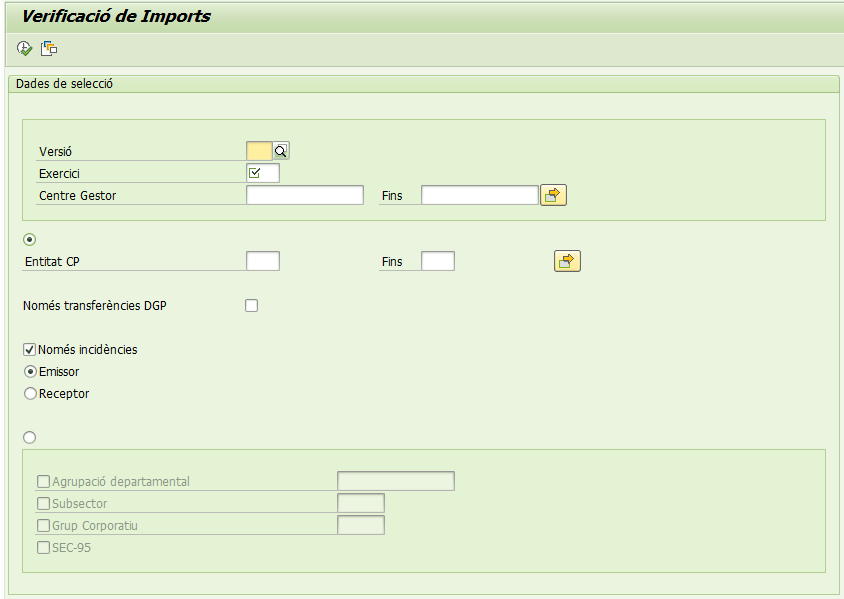 Verificació de Imports
Dades de selecció
Versió
Exercici
Centre Gestor Fins
Entitat CP Fins
Només transferències DGP
Només incidències
Emissor
Receptor
Agrupació departamental
Subsector
Grup Corporatiu
SEC-95